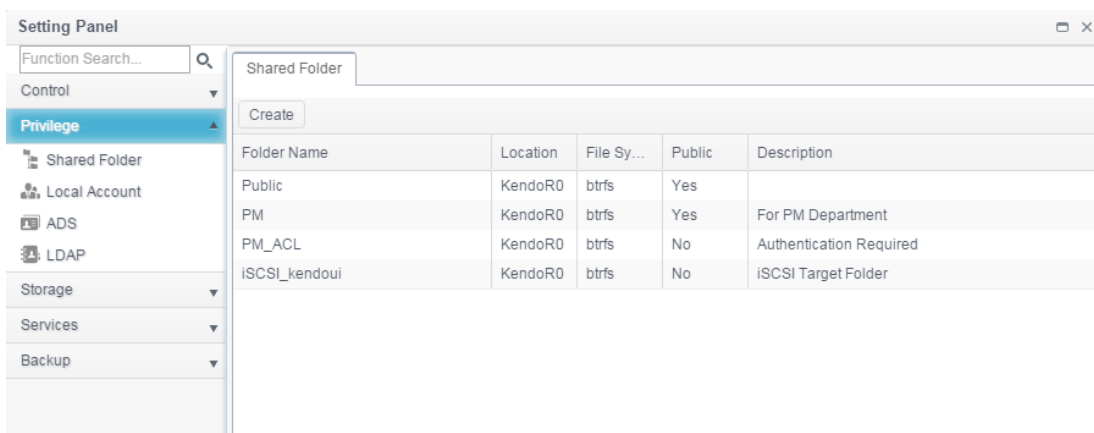 Setting Panel
Function Search...
Control
Privilege
Shared Folder
Local Account
ADS
LDAP
Storage
Services
Backup
Shared Folder
Create
Folder Name Location File Sy... Public Description
Public KendoR0 btrfs Yes
PM KendoR0 btrfs Yes For PM Department
PM_ACL KendoR0 btrfs No Authentication Required
iSCSI_kendoui KendoR0 btrfs No iSCSI Target Folder